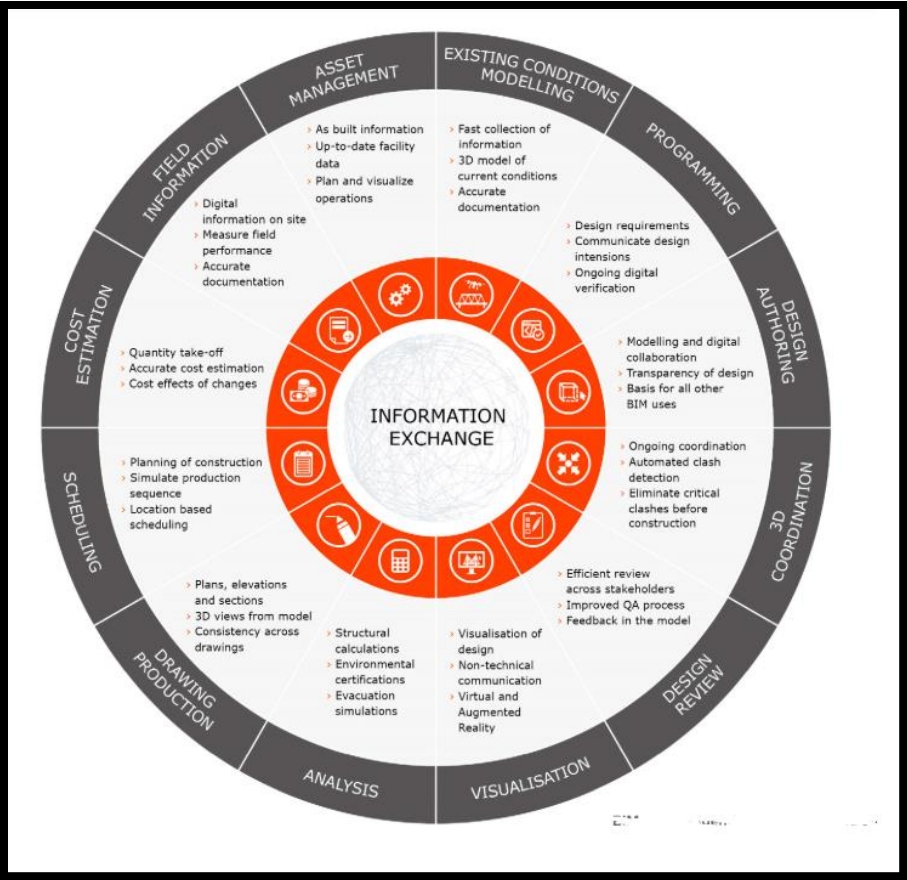 EXISTING CONDITIONS
MODELLING
› Fast collection of
information
› 3D model of
current conditions
› Accurate
documentation
PROGRAMMING
› Design requirements
› Communicate design
intensions
› Ongoing digital
verification
DESIGN
AUTHORING
› Modelling and digital
collaboration
› Transparency of design
› Basis for all other
BIM uses
3D
COORDINATION
› Ongoing coordination
› Automated clash
detection
› Eliminate critical
clashes before
construction
DESIGN
REVIEW
› Efficient review
across stakeholders
› Improved QA process
› Feedback in the model
VISUALISATION
› Visualisation of
design
› Non-technical
communication
› Virtual and
Augmented
Reality
ANALYSIS
› Structural
calculations
› Environmental
certifications
› Evacuation
simulations
DRAWING
PRODUCTION
› Plans, elevations
and sections
› 3D views from model
› Consistency across
drawings
SCHEDULING
› Planning of construction
› Simulate production
sequence
› Location based
scheduling
COST
ESTIMATION
› Quantity take-off
› Accurate cost estimation
› Cost effects of changes
FIELD
INFORMATION
› Digital
information on site
› Measure field
performance
› Accurate
documentation
ASSET
MANAGEMENT
› As built information
› Up-to-date facility
data
› Plan and visualize
operations
INFORMATION
EXCHANGE